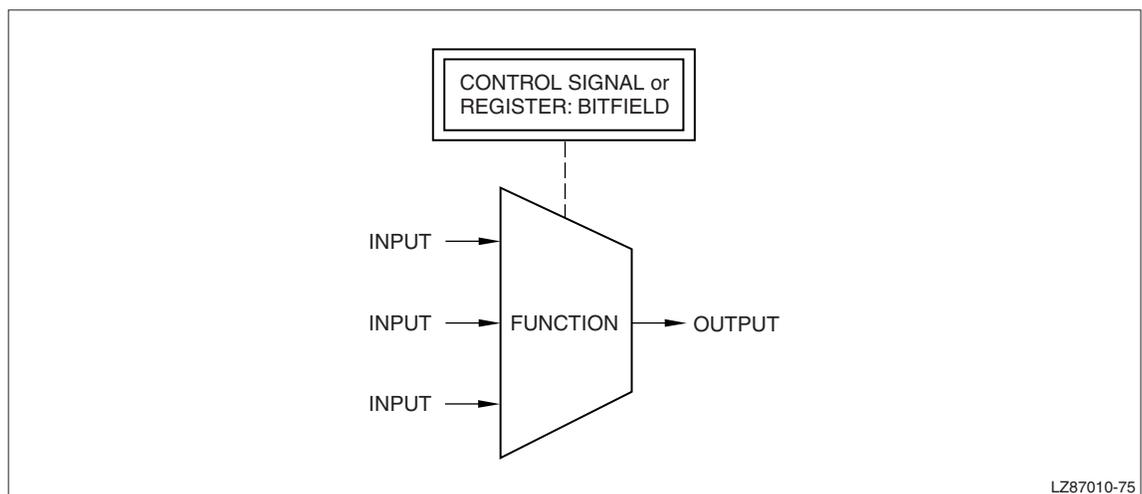 CONTROL SIGNAL or
REGISTER: BITFIELD
INPUT
INPUT
FUNCTION
OUTPUT
INPUT
LZ87010-75